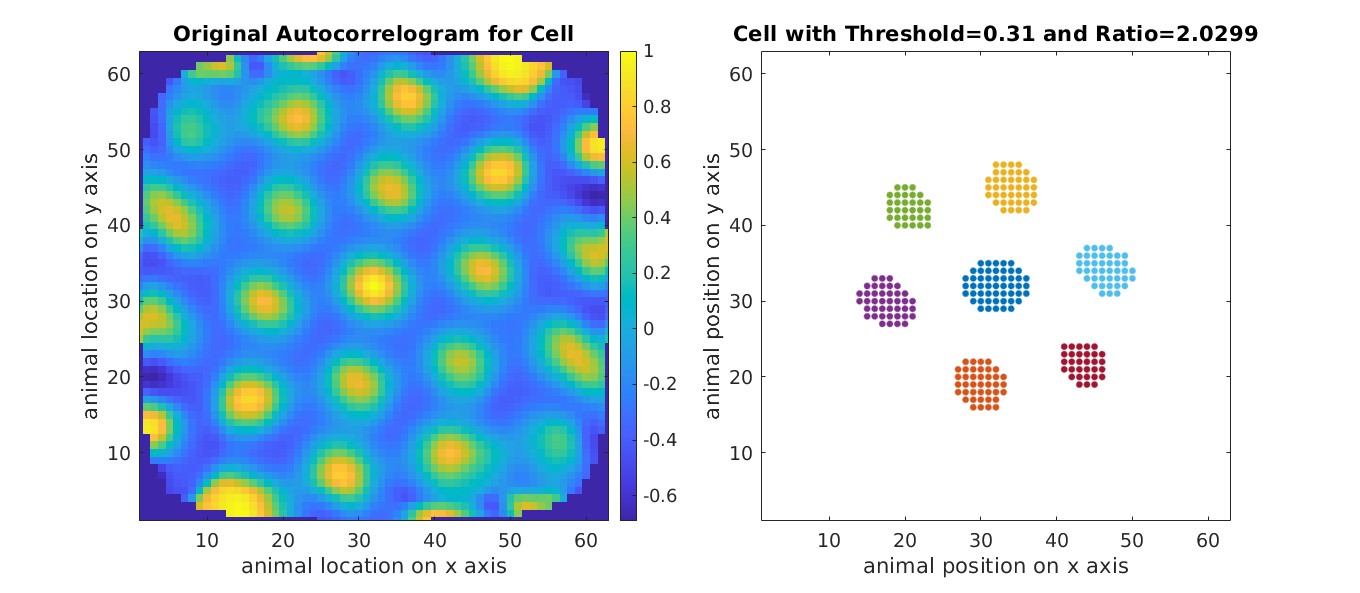 Original Autocorrelogram for Cell
animal location on y axis
60
50
40
30
20
10
10 20 30 40 50 60
animal location on x axis
1
0.8
0.6
0.4
0.2
0
-0.2
-0.4
-0.6
Cell with Threshold=0.31 and Ratio=2.0299
animal position on y axis
60
50
40
30
20
10
10 20 30 40 50 60
animal position on x axis